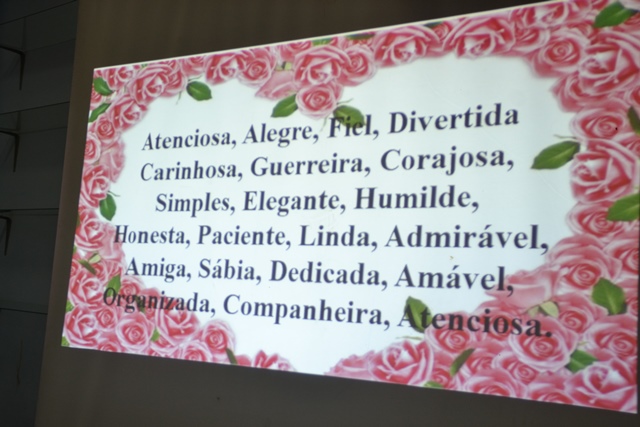 Atenciosa, Alegre, Fiel, Divertida
Carinhosa, Guerreira, Corajosa,
Simples, Elegante, Humilde,
Honesta, Paciente, Linda, Admirável,
Amiga, Sábia, Dedicada, Amável,
Organizada, Companheira, Atenciosa.